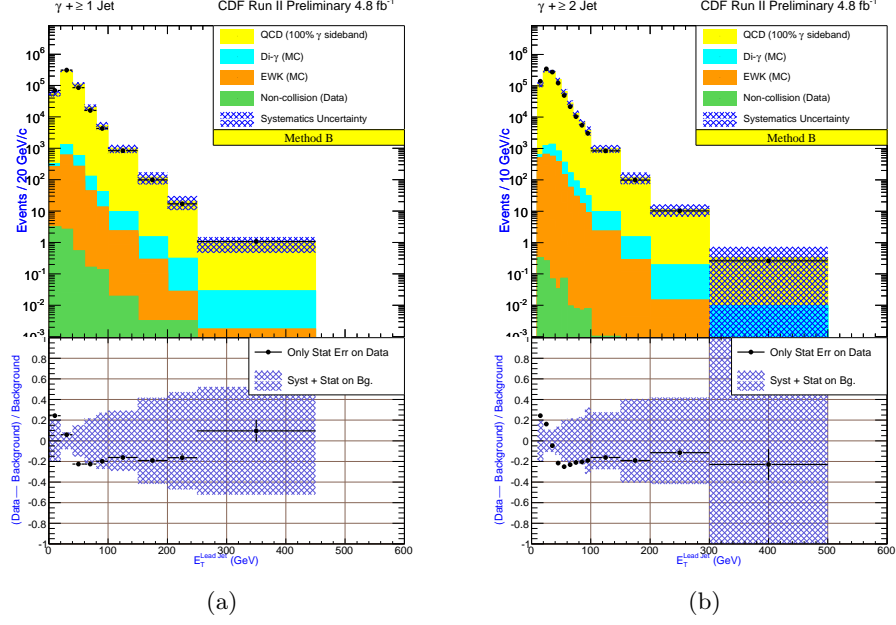 γ + ≥ 1 Jet
CDF Run II Preliminary 4.8 fb⁻¹
Events / 20 GeV/c
10⁶
10⁵
10⁴
10³
10²
10
1
10⁻¹
10⁻²
10⁻³
QCD (100% γ sideband)
Di-γ (MC)
EWK (MC)
Non-collision (Data)
Systematics Uncertainty
Method B
(Data — Background) / Background
1
0.8
0.6
0.4
0.2
0
-0.2
-0.4
-0.6
-0.8
-1
Only Stat Err on Data
Syst + Stat on Bg.
0 100 200 300 400 500 600
E_T^Lead Jet (GeV)
(a)
γ + ≥ 2 Jet
CDF Run II Preliminary 4.8 fb⁻¹
Events / 10 GeV/c
10⁶
10⁵
10⁴
10³
10²
10
1
10⁻¹
10⁻²
10⁻³
QCD (100% γ sideband)
Di-γ (MC)
EWK (MC)
Non-collision (Data)
Systematics Uncertainty
Method B
(Data — Background) / Background
1
0.8
0.6
0.4
0.2
0
-0.2
-0.4
-0.6
-0.8
-1
Only Stat Err on Data
Syst + Stat on Bg.
0 100 200 300 400 500 600
E_T^Lead Jet (GeV)
(b)